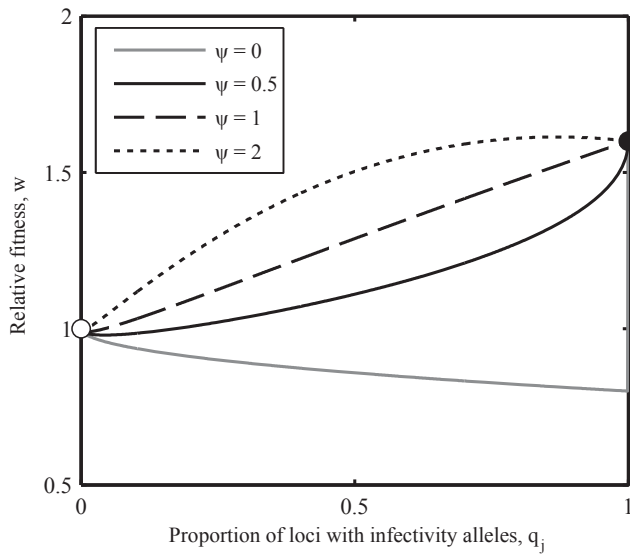 2
ψ = 0
ψ = 0.5
ψ = 1
ψ = 2
1.5
1
0.5
Relative fitness, w
0
0.5
1
Proportion of loci with infectivity alleles, qj